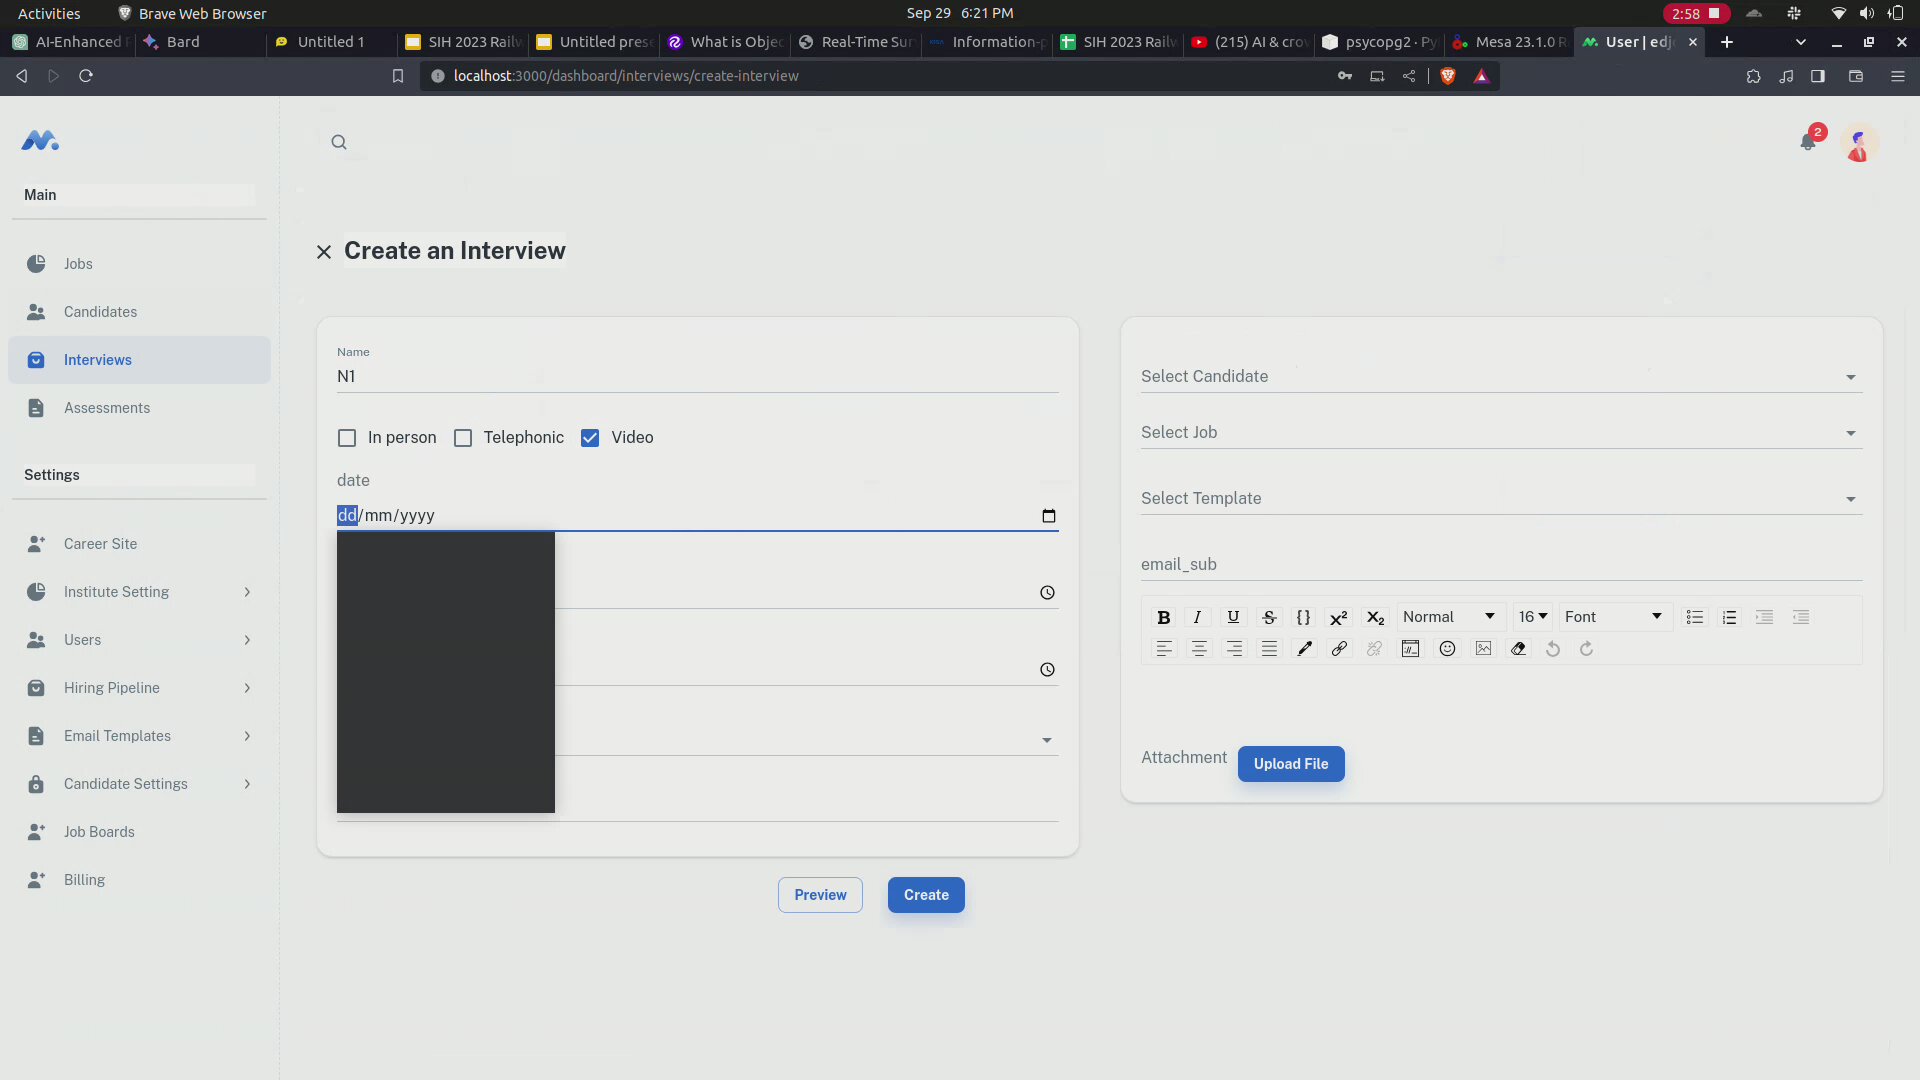 Activities Brave Web Browser Sep 29 6:21 PM 2:58
AI-Enhanced Bard Untitled 1 SIH 2023 Railw Untitled prese What is Objec Real-Time Sur Information-p SIH 2023 Railw (215) AI & crow psycopg2 · Py Mesa 23.1.0 R User | edj
localhost:3000/dashboard/interviews/create-interview
2
Main
Jobs
Candidates
Interviews
Assessments
Settings
Career Site
Institute Setting
Users
Hiring Pipeline
Email Templates
Candidate Settings
Job Boards
Billing
Create an Interview
Name
N1
In person Telephonic Video
date
dd/mm/yyyy
Select Candidate
Select Job
Select Template
email_sub
B I U S {} X2 X2 Normal 16 Font
Attachment Upload File
Preview Create